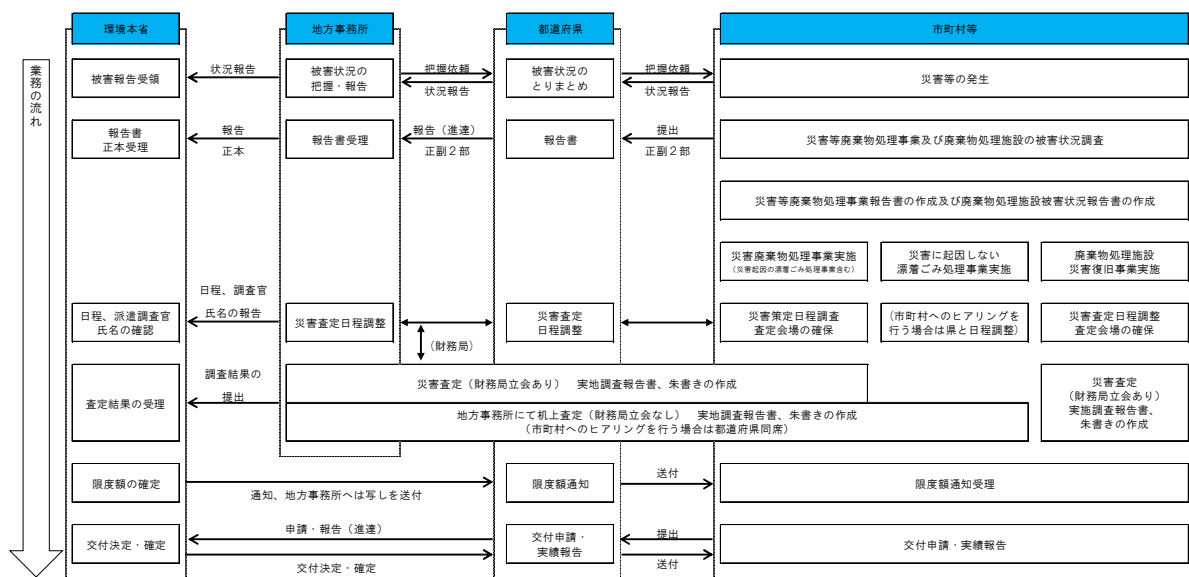 環境本省
地方事務所
都道府県
市町村等
業務の流れ
被害報告受領
状況報告
被害状況の
把握・報告
把握依頼
状況報告
被害状況の
とりまとめ
把握依頼
状況報告
災害等の発生
報告書
正本受理
報告
正本
報告書受理
報告（進達）
正副２部
報告書
提出
正副２部
災害等廃棄物処理事業及び廃棄物処理施設の被害状況調査
災害等廃棄物処理事業報告書の作成及び廃棄物処理施設被害状況報告書の作成
災害廃棄物処理事業実施
（災害起因の漂着ごみ処理事業含む）
災害に起因しない
漂着ごみ処理事業実施
廃棄物処理施設
災害復旧事業実施
日程、派遣調査官
氏名の確認
日程、調査官
氏名の報告
災害査定日程調整
（財務局）
災害査定
日程調整
災害策定日程調査
査定会場の確保
（市町村へのヒアリングを
行う場合は県と日程調整）
災害査定日程調整
査定会場の確保
査定結果の受理
調査結果の
提出
災害査定（財務局立会あり）　実地調査報告書、朱書きの作成
地方事務所にて机上査定（財務局立会なし）　実地調査報告書、朱書きの作成
（市町村へのヒアリングを行う場合は都道府県同席）
災害査定
（財務局立会あり）
実施調査報告書、
朱書きの作成
限度額の確定
通知、地方事務所へは写しを送付
限度額通知
送付
限度額通知受理
交付決定・確定
申請・報告（進達）
交付決定・確定
交付申請・
実績報告
提出
送付
交付申請・実績報告